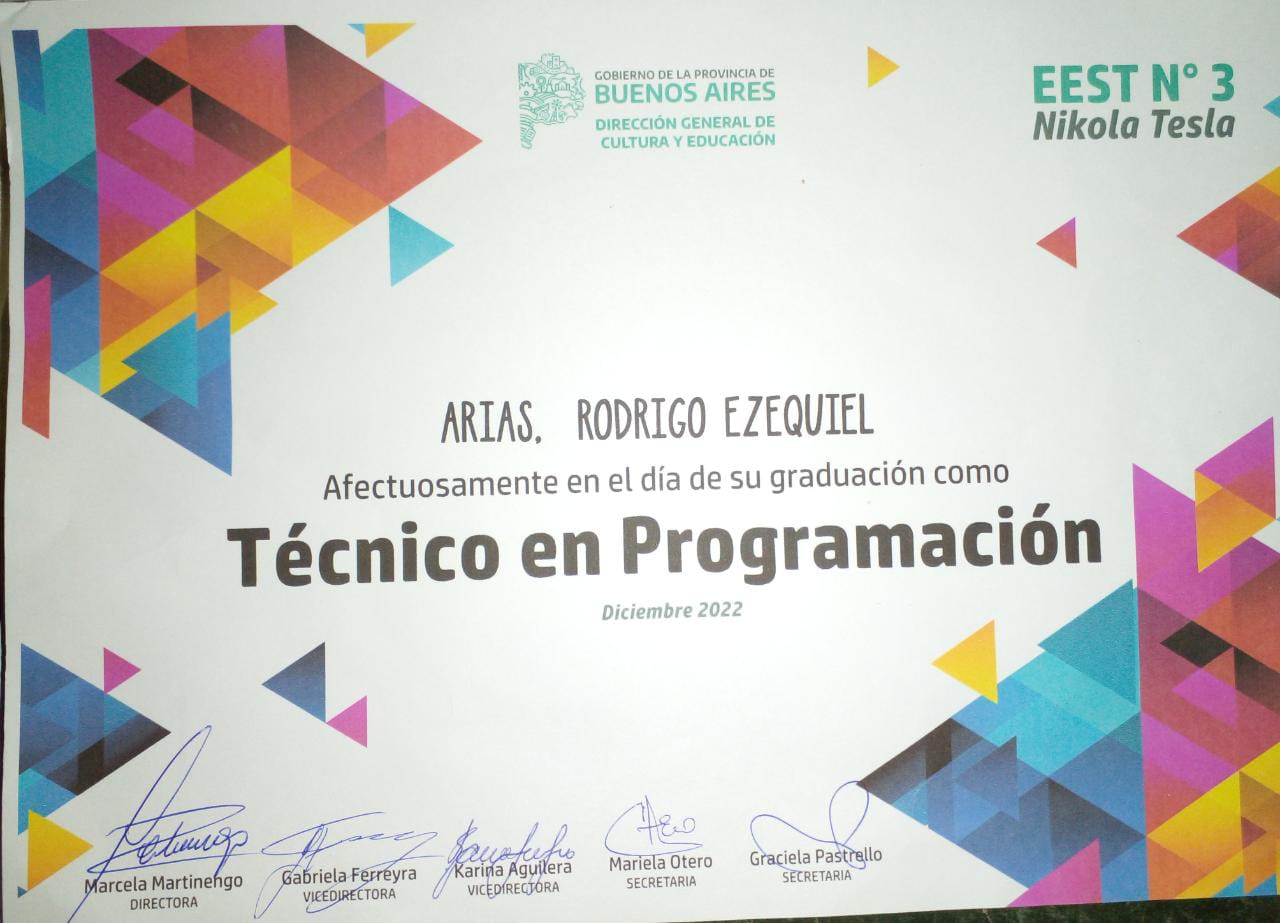 GOBIERNO DE LA PROVINCIA DE
BUENOS AIRES
DIRECCIÓN GENERAL DE
CULTURA Y EDUCACIÓN
EEST N° 3
Nikola Tesla
ARIAS, RODRIGO EZEQUIEL
Afectuosamente en el día de su graduación como
Técnico en Programación
Diciembre 2022
Marcela Martinengo
DIRECTORA
Gabriela Ferreyra
VICEDIRECTORA
Karina Aguilera
VICEDIRECTORA
Mariela Otero
SECRETARIA
Graciela Pastrello
SECRETARIA